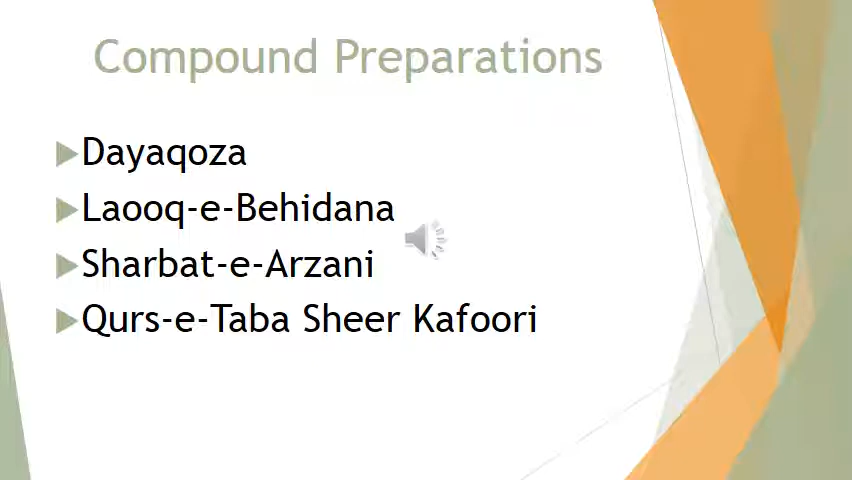 Compound Preparations
Dayaqoza
Laooq-e-Behidana
Sharbat-e-Arzani
Qurs-e-Taba Sheer Kafoori